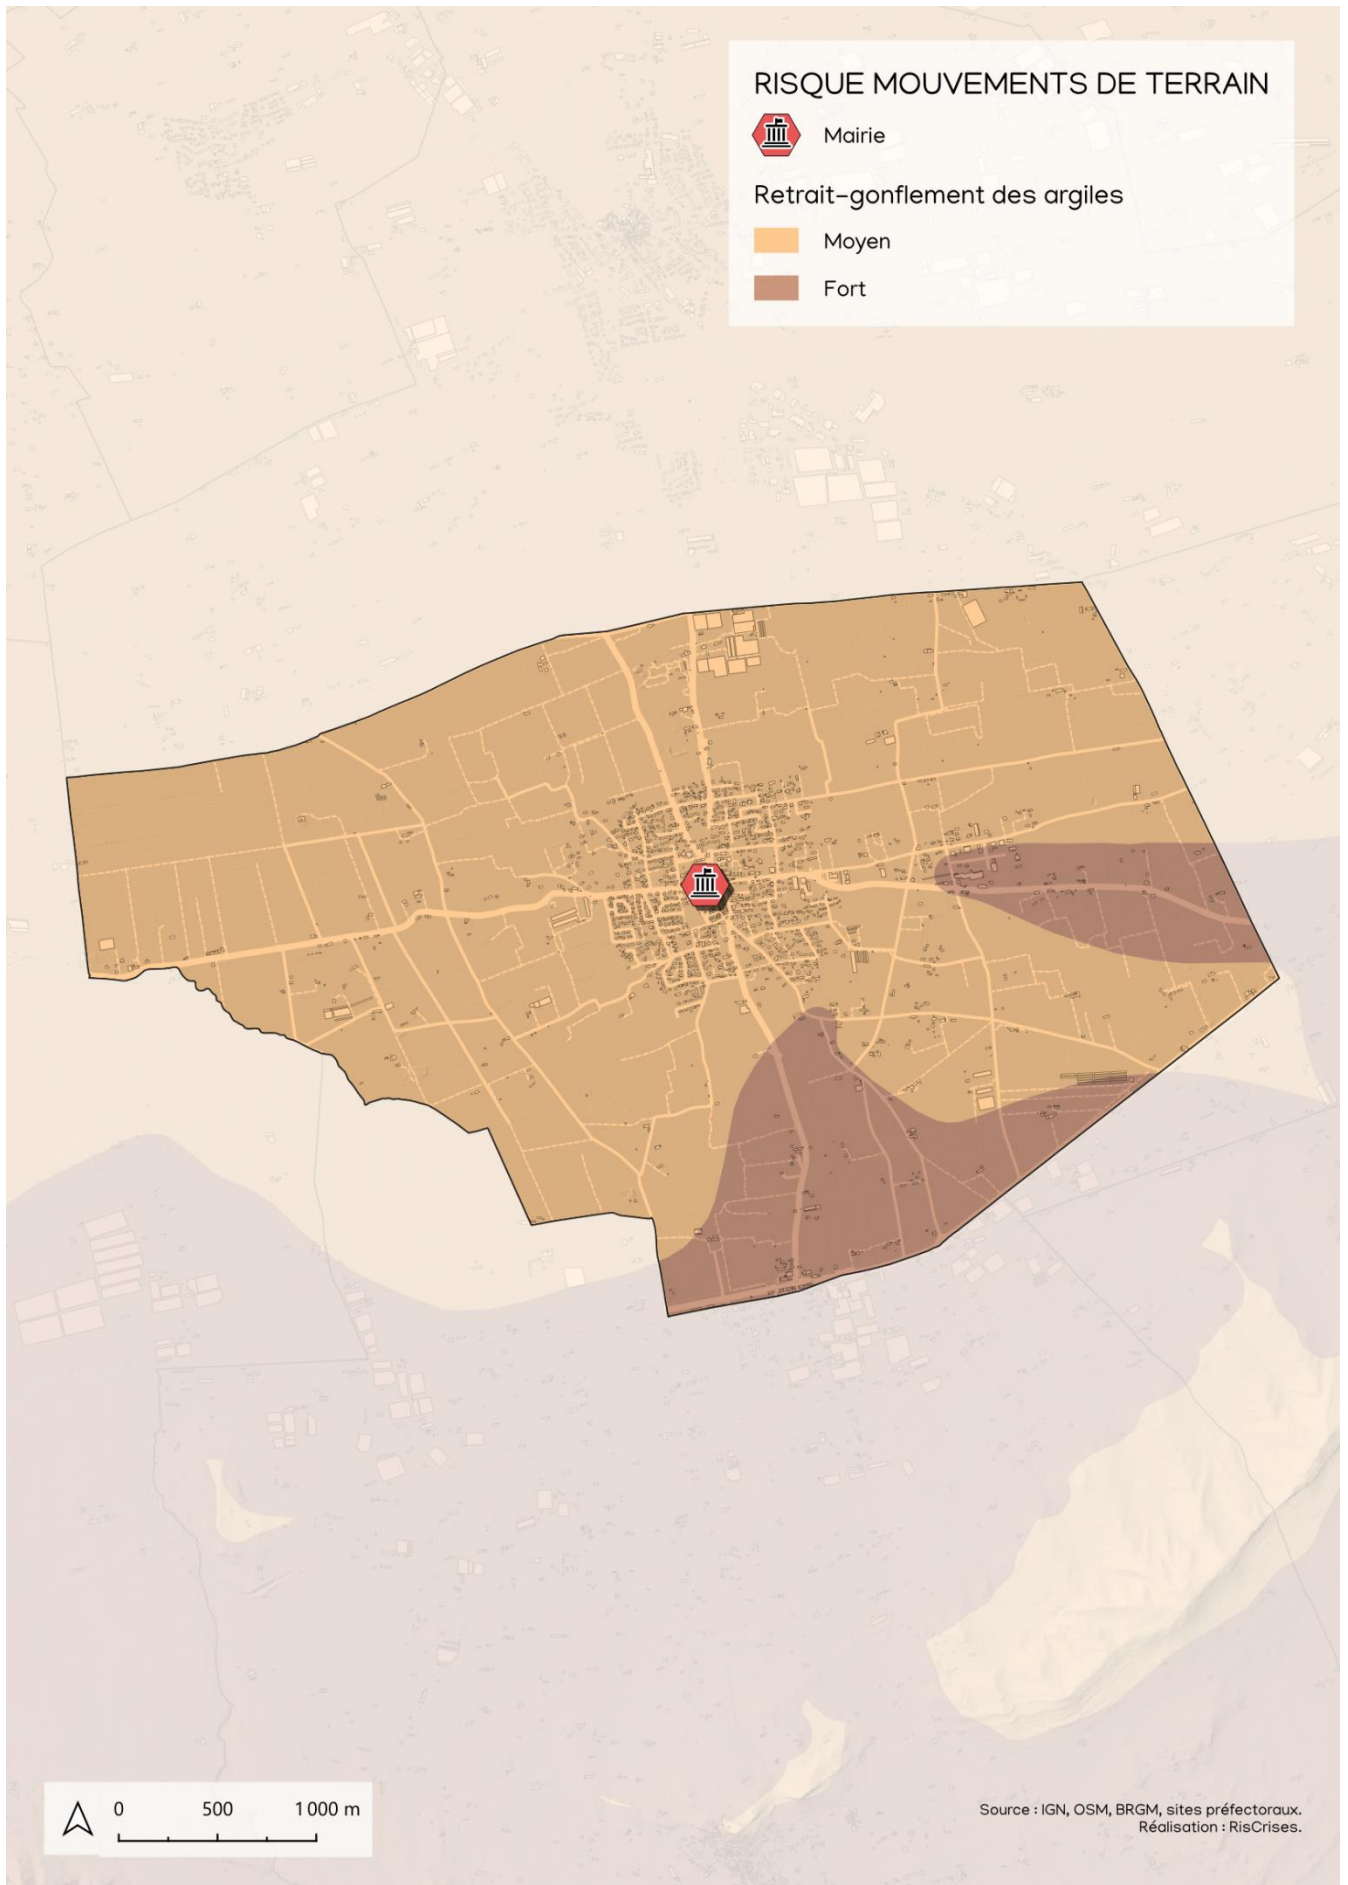 RISQUE MOUVEMENTS DE TERRAIN
Mairie
Retrait-gonflement des argiles
Moyen
Fort
0 500 1 000 m
Source : IGN, OSM, BRGM, sites préfectoraux.
Réalisation : RisCrises.